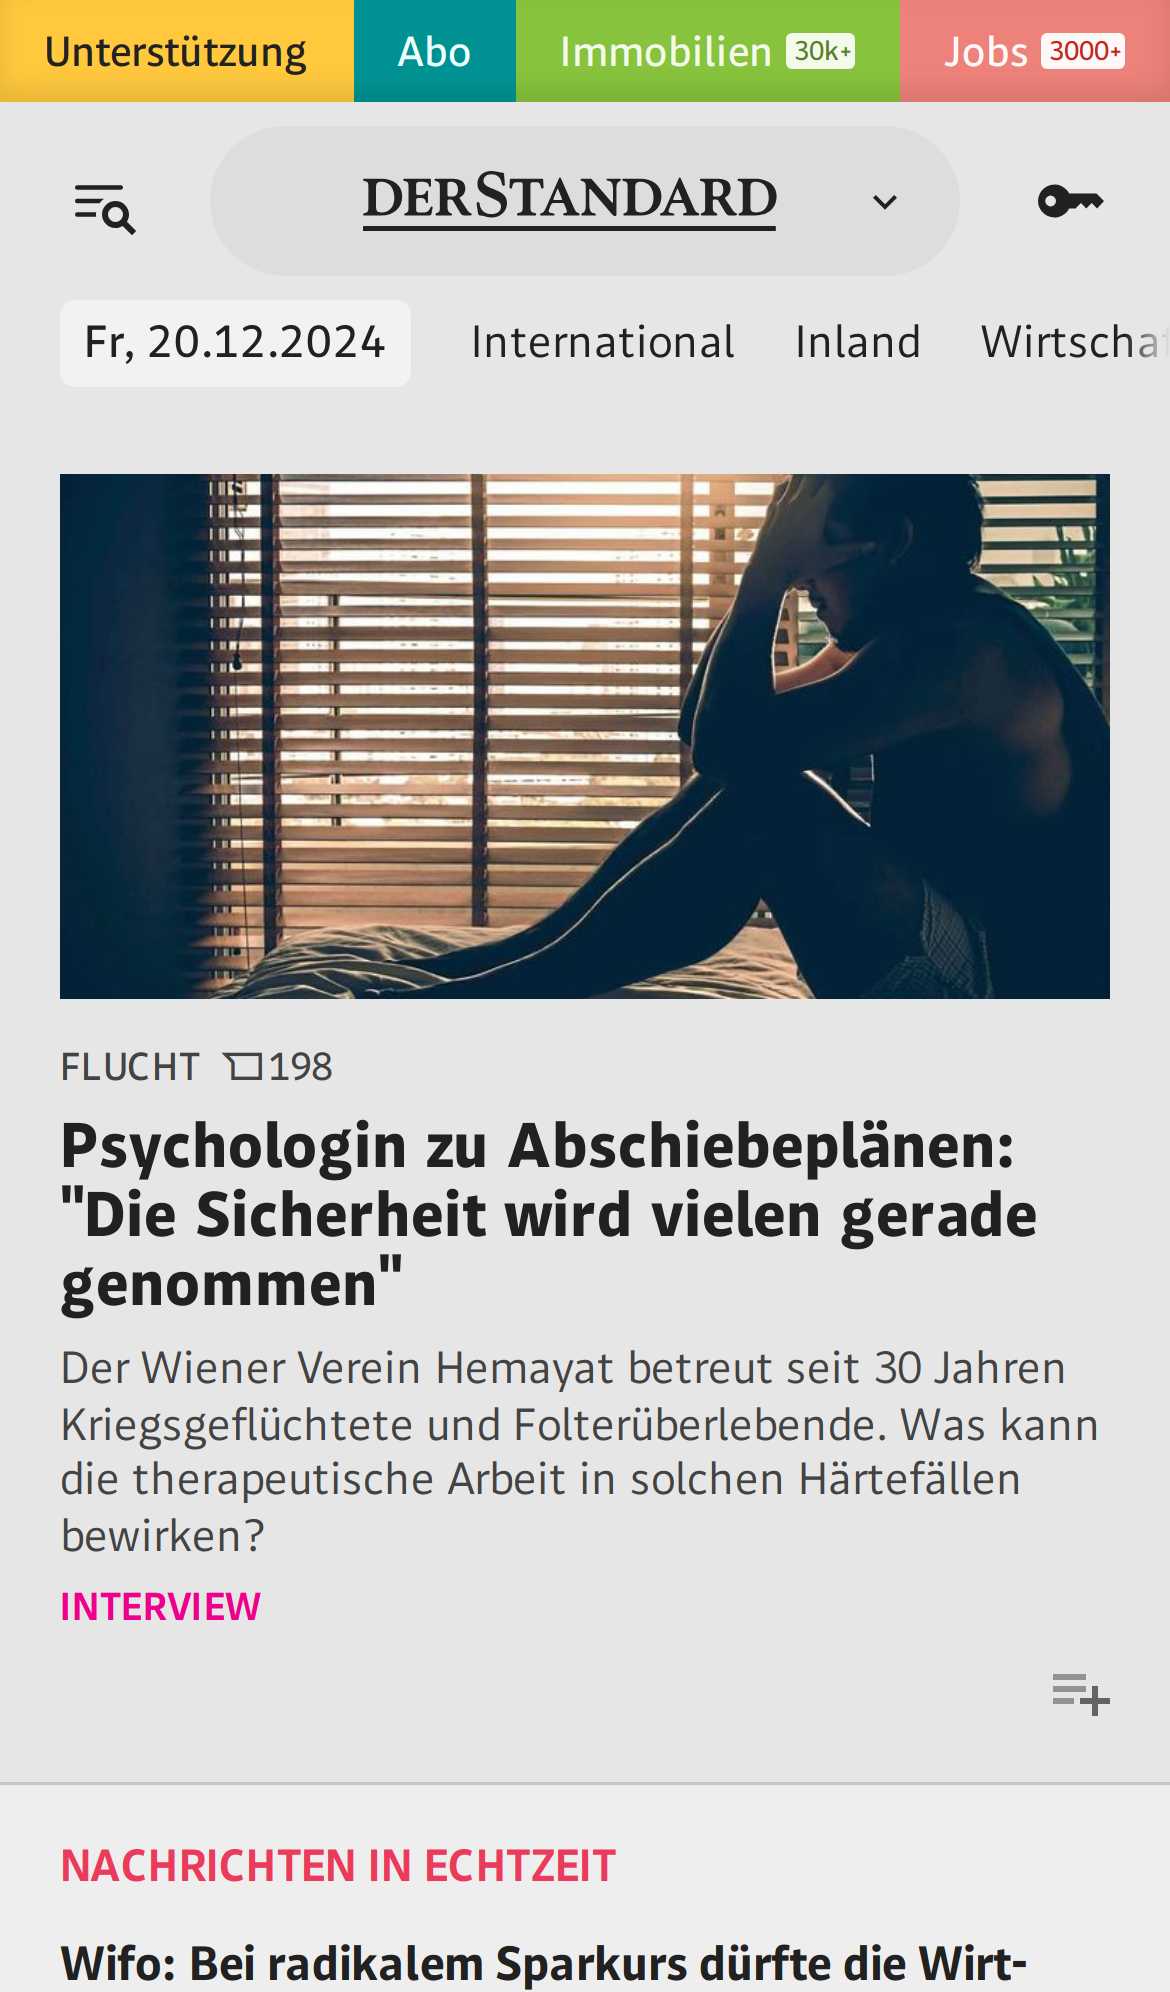 Unterstützung
Abo
Immobilien 30k+
Jobs 3000+
DERSTANDARD
Fr, 20.12.2024
International
Inland
Wirtscha
FLUCHT 198
Psychologin zu Abschiebeplänen:
"Die Sicherheit wird vielen gerade
genommen"
Der Wiener Verein Hemayat betreut seit 30 Jahren
Kriegsgeflüchtete und Folterüberlebende. Was kann
die therapeutische Arbeit in solchen Härtefällen
bewirken?
INTERVIEW
NACHRICHTEN IN ECHTZEIT
Wifo: Bei radikalem Sparkurs dürfte die Wirt-